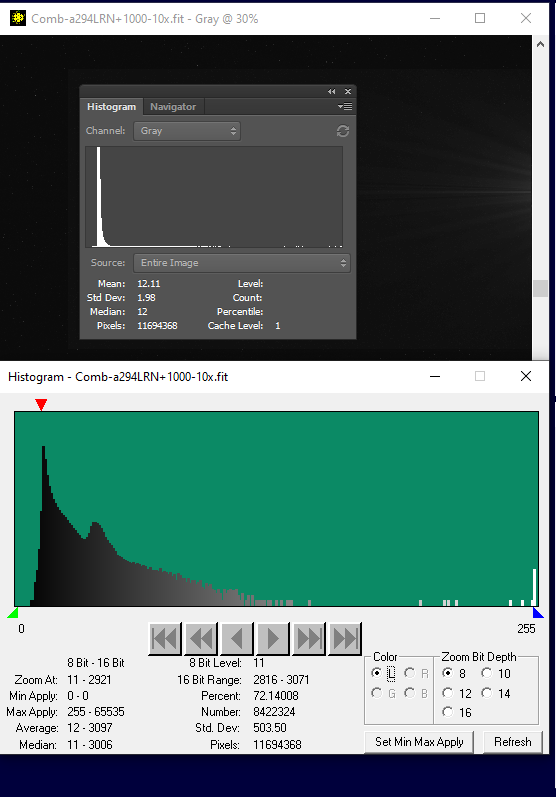 Comb-a294LRN+1000-10x.fit - Gray @ 30%
Histogram Navigator
Channel: Gray
Source: Entire Image
Mean: 12.11 Level:
Std Dev: 1.98 Count:
Median: 12 Percentile:
Pixels: 11694368 Cache Level: 1
Histogram - Comb-a294LRN+1000-10x.fit
0 255
8 Bit - 16 Bit 8 Bit Level: 11
Zoom At: 11 - 2921 16 Bit Range: 2816 - 3071
Min Apply: 0 - 0 Percent: 72.14008
Max Apply: 255 - 65535 Number: 8422324
Average: 12 - 3097 Std. Dev: 503.50
Median: 11 - 3006 Pixels: 11694368
Color Zoom Bit Depth
L R 8 10
G B 12 14
16
Set Min Max Apply Refresh